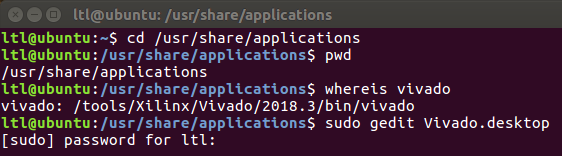 ltl@ubuntu: /usr/share/applications
ltl@ubuntu:~$ cd /usr/share/applications
ltl@ubuntu:/usr/share/applications$ pwd
/usr/share/applications
ltl@ubuntu:/usr/share/applications$ whereis vivado
vivado: /tools/Xilinx/Vivado/2018.3/bin/vivado
ltl@ubuntu:/usr/share/applications$ sudo gedit Vivado.desktop
[sudo] password for ltl: